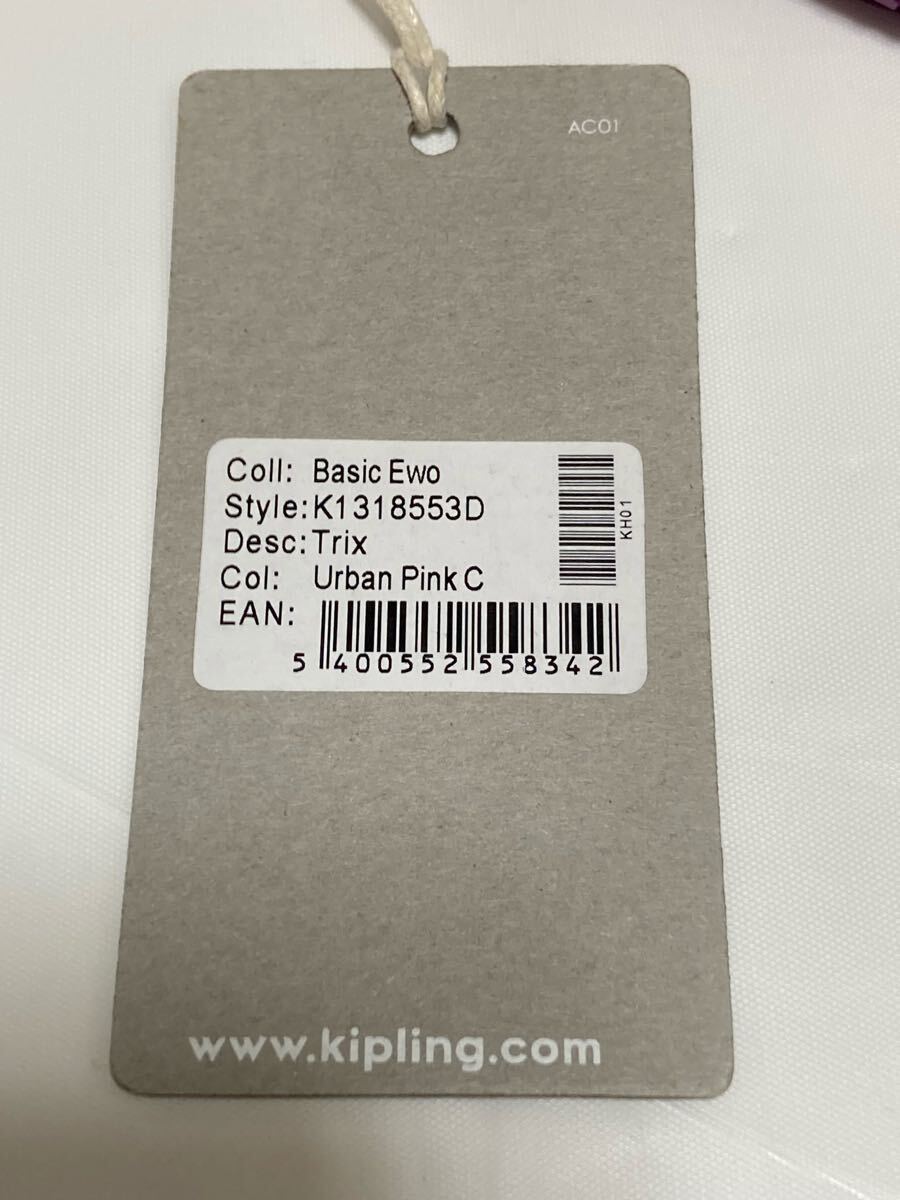 AC01
Coll: Basic Ewo
Style:K1318553D
Desc:Trix
Col: Urban Pink C
EAN:
5 400552 558342
KH01
www.kipling.com